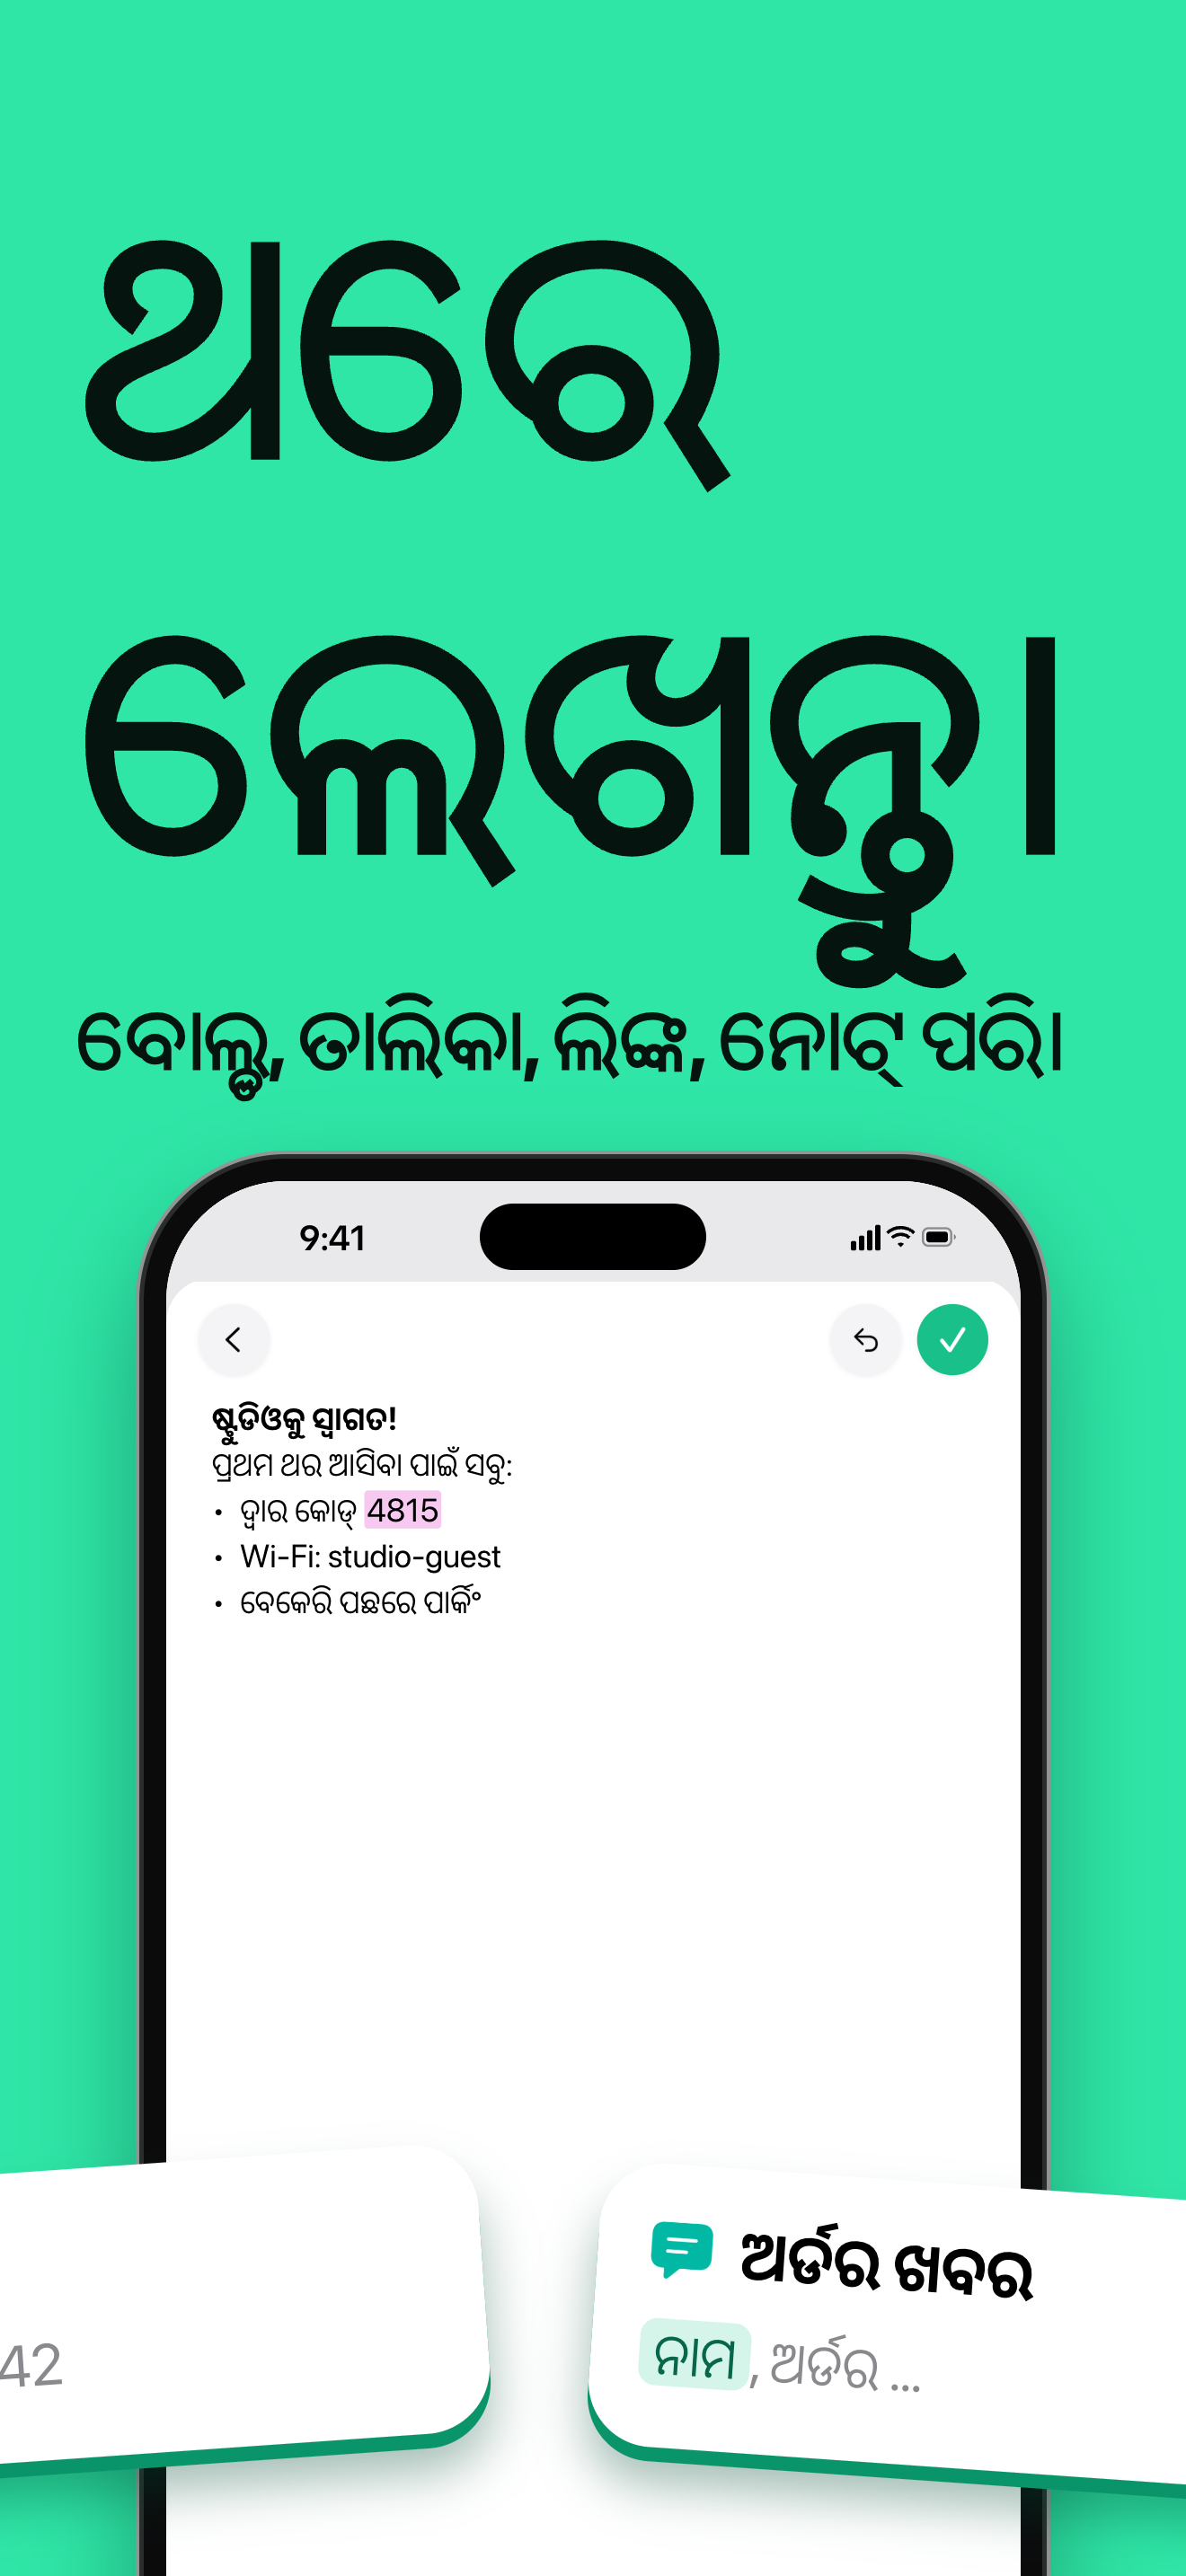 ଥରେ
ଲେଖନ୍ତୁ।
ବୋଲ୍ଡ, ତାଲିକା, ଲିଙ୍କ, ନୋଟ୍ ପରି।
9:41
ଷ୍ଟୁଡିଓକୁ ସ୍ୱାଗତ!
ପ୍ରଥମ ଥର ଆସିବା ପାଇଁ ସବୁ:
• ଦ୍ୱାର କୋଡ୍ 4815
• Wi-Fi: studio-guest
• ବେକେରି ପଛରେ ପାର୍କିଂ
ଅର୍ଡର ଖବର
ନାମ, ଅର୍ଡର ...
42